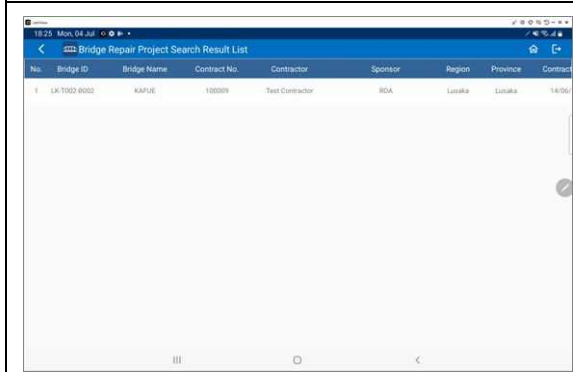 18:25 Mon, 04 Jul
Bridge Repair Project Search Result List
No. Bridge ID Bridge Name Contract No. Contractor Sponsor Region Province Contract
1 LK-T002-B002 KAFUE 100009 Test Contractor RDA Lusaka Lusaka 14/06/